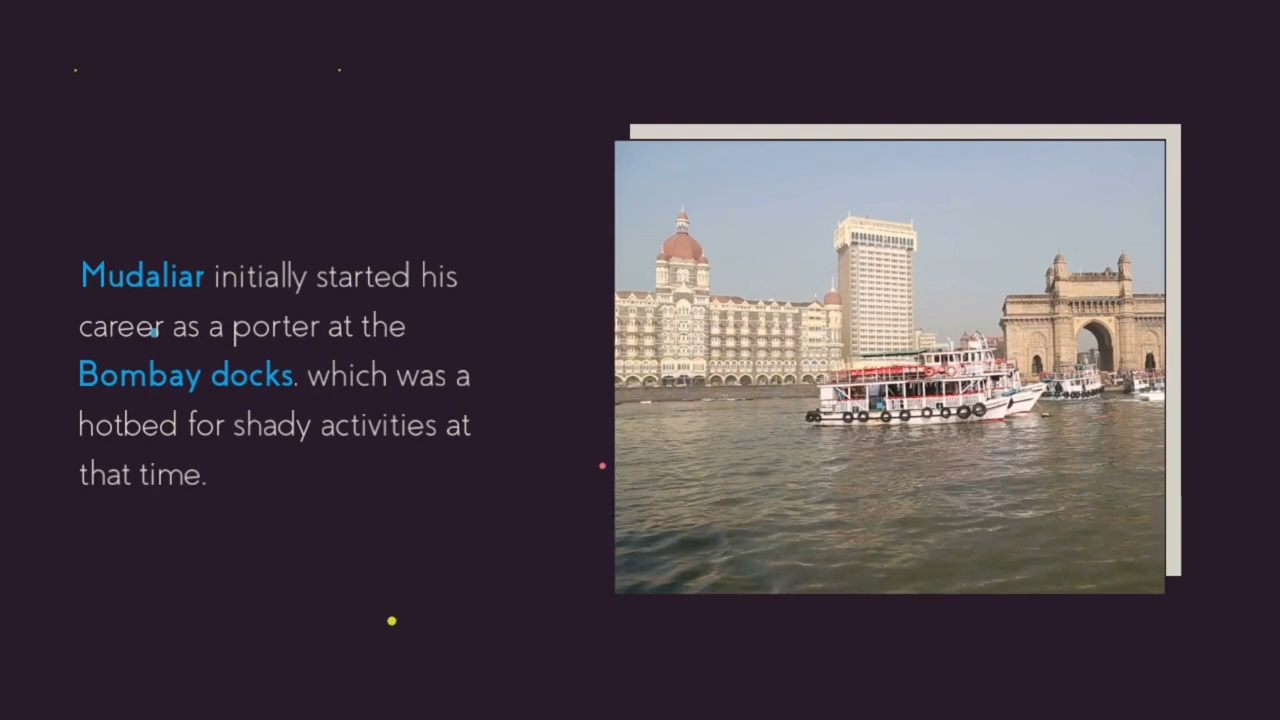 Mudaliar initially started his
career as a porter at the
Bombay docks. which was a
hotbed for shady activities at
that time.